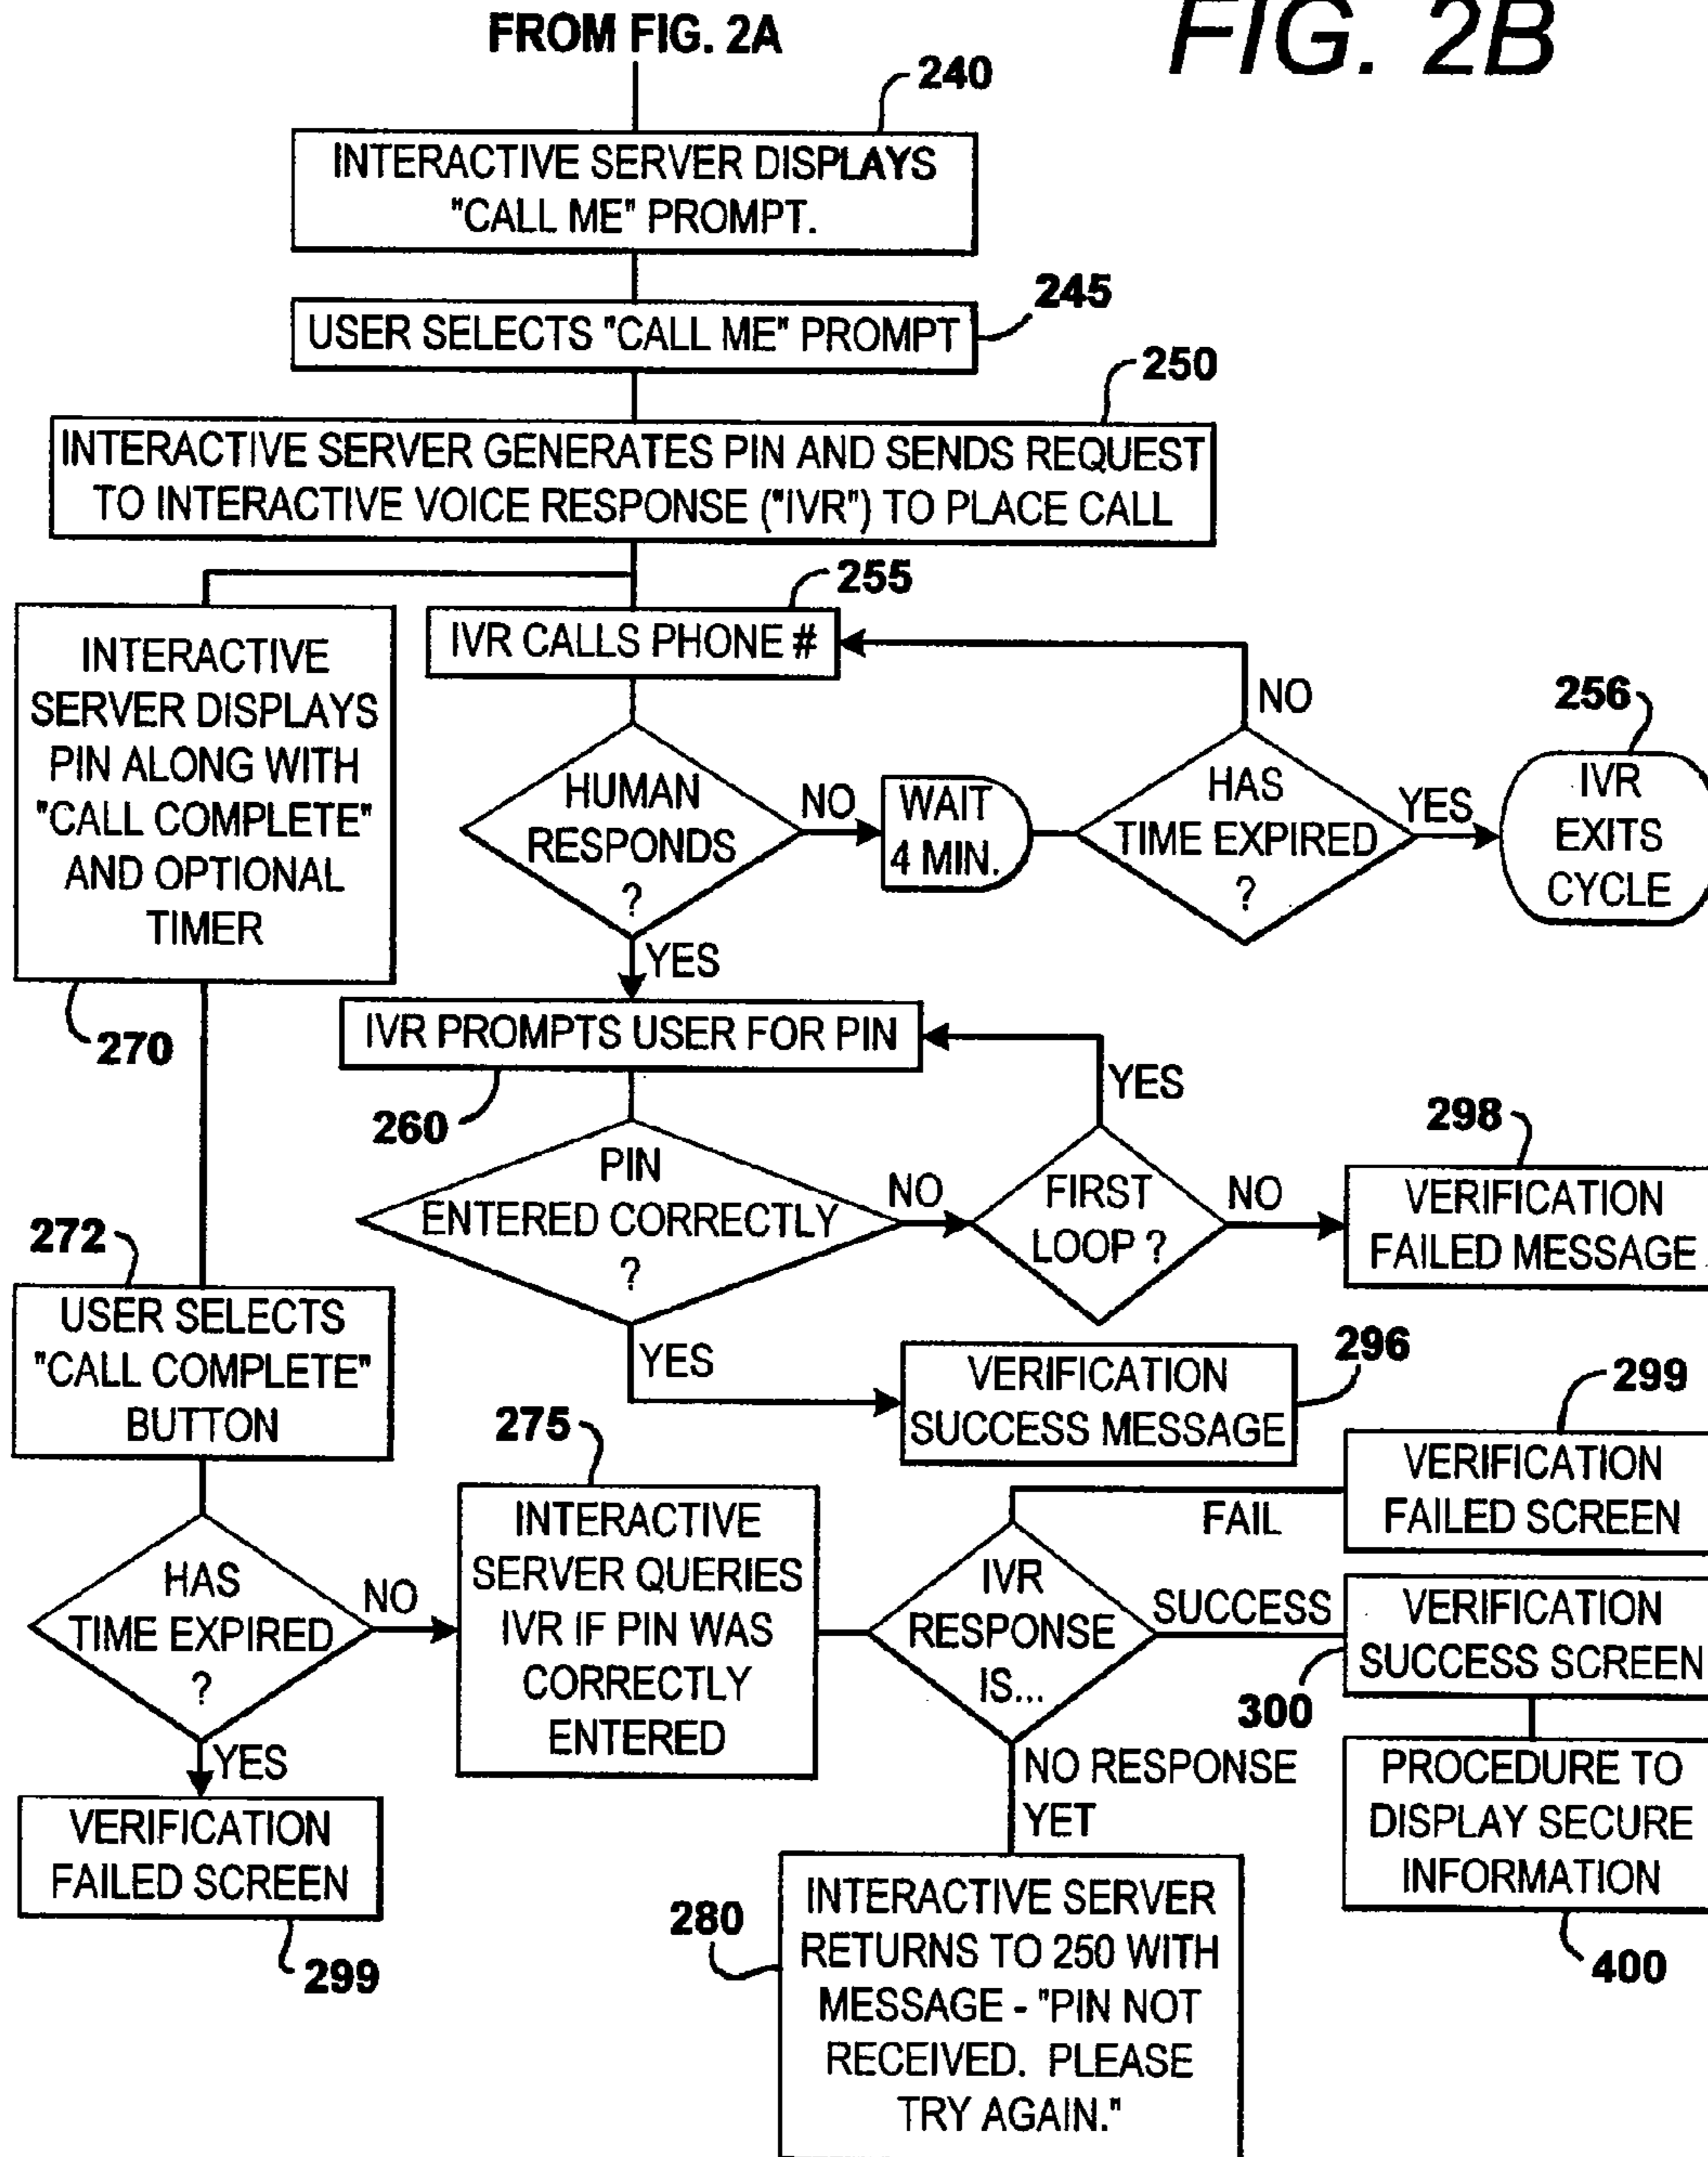 FROM FIG. 2A
FIG. 2B
240
INTERACTIVE SERVER DISPLAYS
"CALL ME" PROMPT.
245
USER SELECTS "CALL ME" PROMPT
250
INTERACTIVE SERVER GENERATES PIN AND SENDS REQUEST
TO INTERACTIVE VOICE RESPONSE ("IVR") TO PLACE CALL
255
IVR CALLS PHONE #
INTERACTIVE
SERVER DISPLAYS
PIN ALONG WITH
"CALL COMPLETE"
AND OPTIONAL
TIMER
270
HUMAN
RESPONDS
?
NO
WAIT
4 MIN.
HAS
TIME EXPIRED
?
NO
YES
256
IVR
EXITS
CYCLE
YES
IVR PROMPTS USER FOR PIN
260
YES
PIN
ENTERED CORRECTLY
?
NO
FIRST
LOOP ?
NO
298
VERIFICATION
FAILED MESSAGE
YES
VERIFICATION
SUCCESS MESSAGE
296
272
USER SELECTS
"CALL COMPLETE"
BUTTON
HAS
TIME EXPIRED
?
NO
YES
VERIFICATION
FAILED SCREEN
299
275
INTERACTIVE
SERVER QUERIES
IVR IF PIN WAS
CORRECTLY
ENTERED
IVR
RESPONSE
IS...
FAIL
299
VERIFICATION
FAILED SCREEN
SUCCESS
VERIFICATION
SUCCESS SCREEN
300
PROCEDURE TO
DISPLAY SECURE
INFORMATION
400
NO RESPONSE
YET
280
INTERACTIVE SERVER
RETURNS TO 250 WITH
MESSAGE - "PIN NOT
RECEIVED. PLEASE
TRY AGAIN."